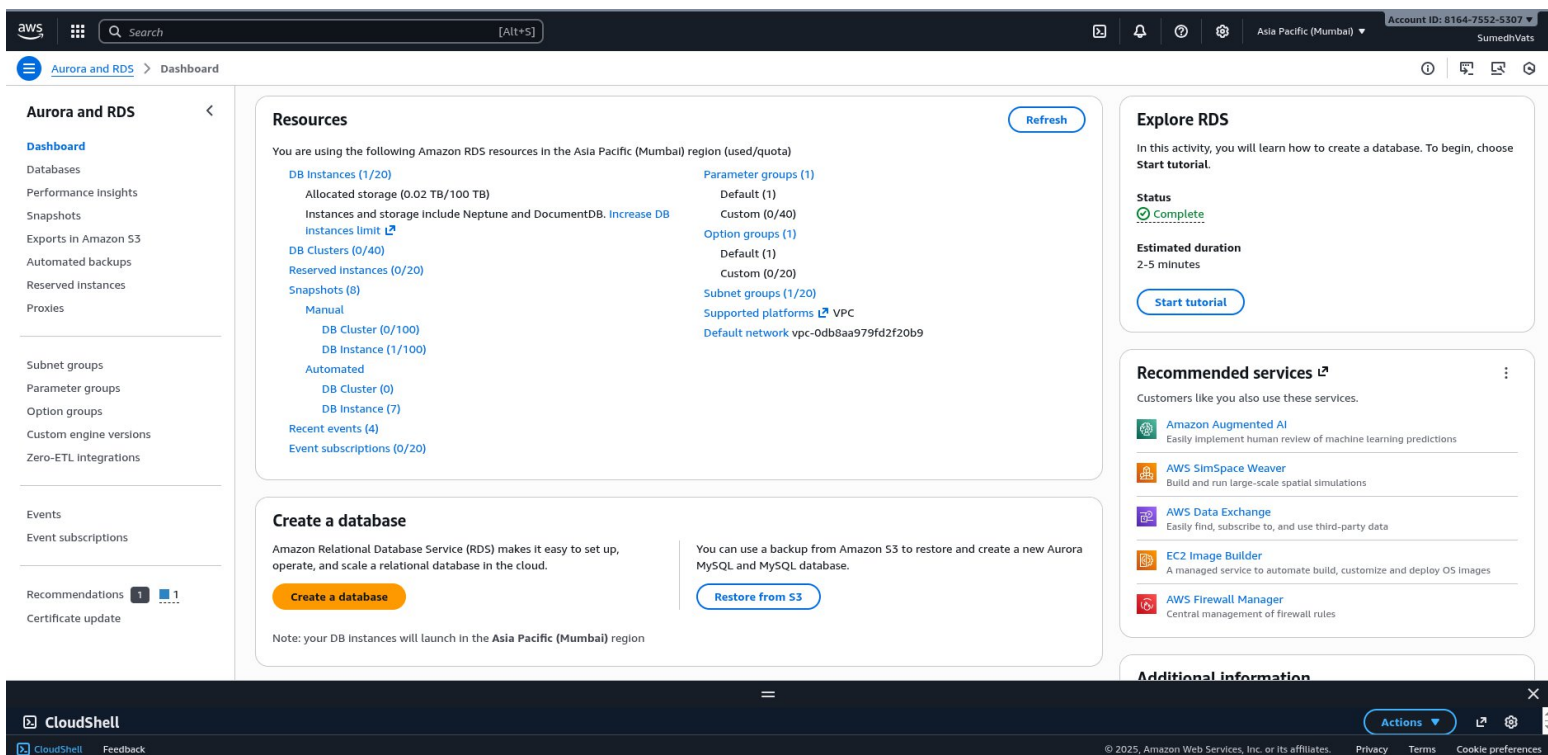 aws
Search [Alt+S]
Asia Pacific (Mumbai) ▼
Account ID: 8164-7552-5307 ▼
SumedhVats
Aurora and RDS > Dashboard
Aurora and RDS
Dashboard
Databases
Performance Insights
Snapshots
Exports in Amazon S3
Automated backups
Reserved instances
Proxies
Subnet groups
Parameter groups
Option groups
Custom engine versions
Zero-ETL integrations
Events
Event subscriptions
Recommendations 1 1
Certificate update
Resources
Refresh
You are using the following Amazon RDS resources in the Asia Pacific (Mumbai) region (used/quota)
DB Instances (1/20)
Allocated storage (0.02 TB/100 TB)
Instances and storage include Neptune and DocumentDB. Increase DB
instances limit
DB Clusters (0/40)
Reserved instances (0/20)
Snapshots (8)
Manual
DB Cluster (0/100)
DB Instance (1/100)
Automated
DB Cluster (0)
DB Instance (7)
Recent events (4)
Event subscriptions (0/20)
Parameter groups (1)
Default (1)
Custom (0/40)
Option groups (1)
Default (1)
Custom (0/20)
Subnet groups (1/20)
Supported platforms VPC
Default network vpc-0db8aa979fd2f20b9
Create a database
Amazon Relational Database Service (RDS) makes it easy to set up,
operate, and scale a relational database in the cloud.
Create a database
You can use a backup from Amazon S3 to restore and create a new Aurora
MySQL and MySQL database.
Restore from S3
Note: your DB instances will launch in the Asia Pacific (Mumbai) region
Explore RDS
In this activity, you will learn how to create a database. To begin, choose
Start tutorial.
Status
Complete
Estimated duration
2-5 minutes
Start tutorial
Recommended services
Customers like you also use these services.
Amazon Augmented AI
Easily implement human review of machine learning predictions
AWS SimSpace Weaver
Build and run large-scale spatial simulations
AWS Data Exchange
Easily find, subscribe to, and use third-party data
EC2 Image Builder
A managed service to automate build, customize and deploy OS images
AWS Firewall Manager
Central management of firewall rules
Additional information
CloudShell
Actions ▼
CloudShell Feedback
© 2025, Amazon Web Services, Inc. or its affiliates. Privacy Terms Cookie preferences